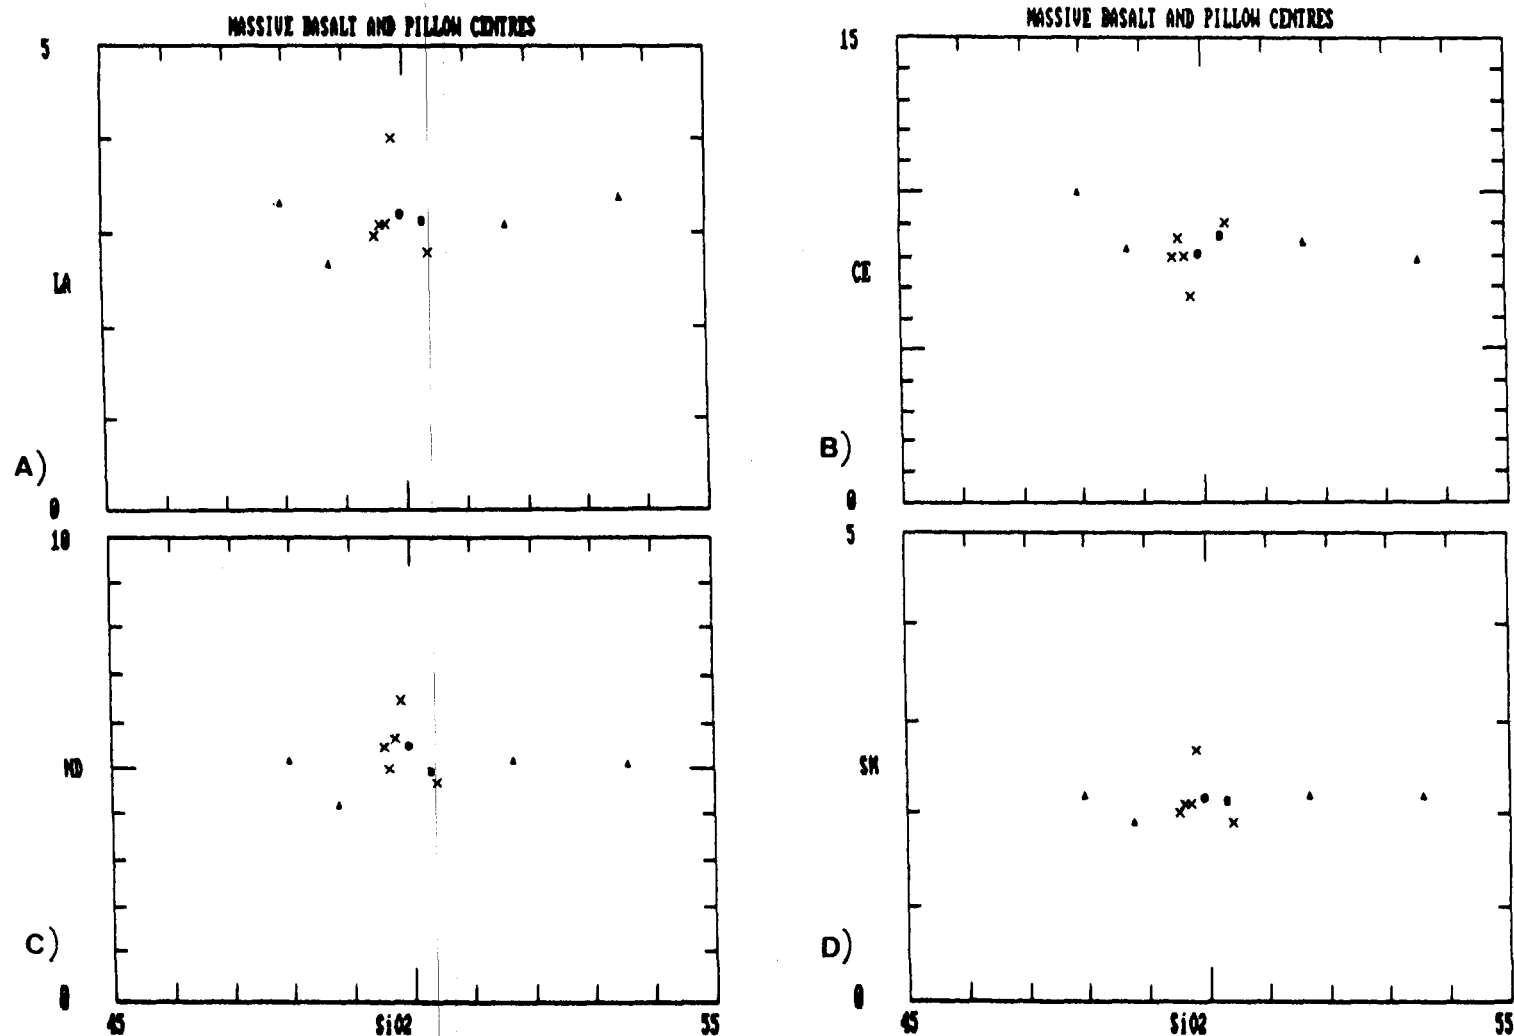 MASSIVE BASALT AND PILLOW CENTRES
5
LA
A)
0
MASSIVE BASALT AND PILLOW CENTRES
15
CE
B)
0
10
ND
C)
0
45
SiO2
55
5
SM
D)
0
45
SiO2
55